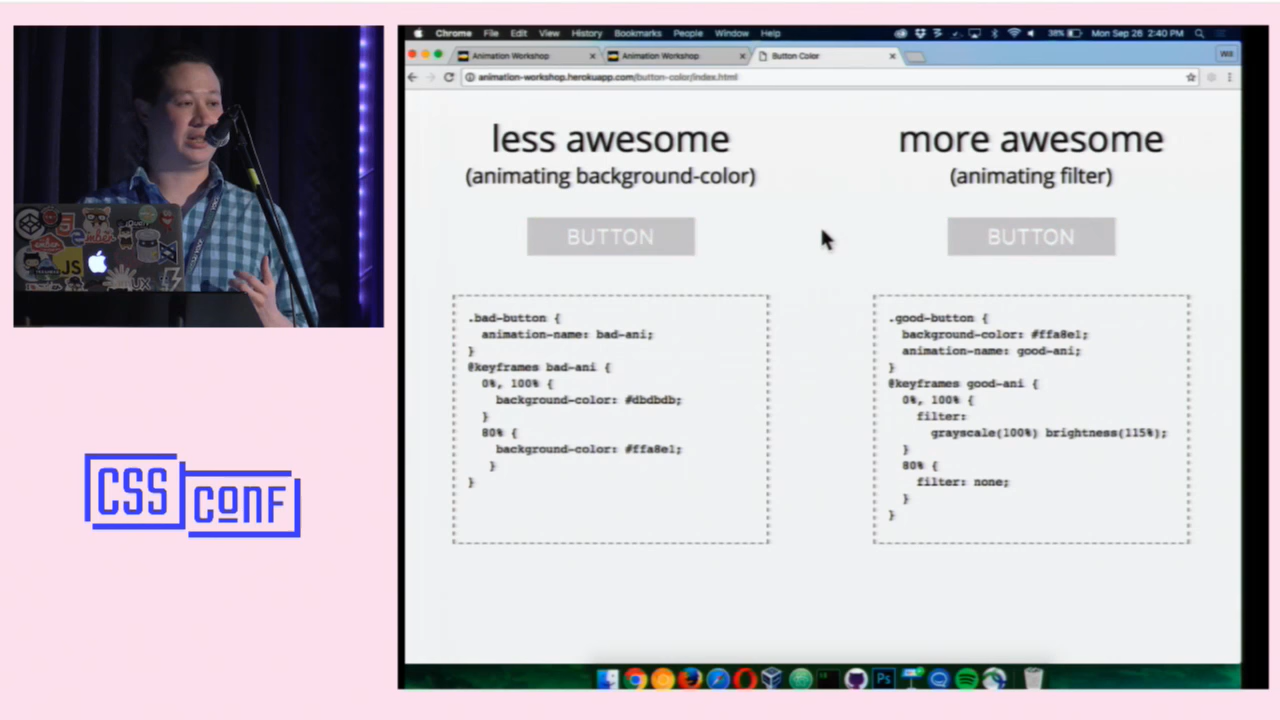 Chrome File Edit View History Bookmarks People Window Help
38% Mon Sep 26 2:40 PM
Animation Workshop
Animation Workshop
Button Color
Will
animation-workshop.herokuapp.com/button-color/index.html
less awesome
(animating background-color)
BUTTON
.bad-button {
animation-name: bad-ani;
}
@keyframes bad-ani {
0%, 100% {
background-color: #dbdbdb;
}
80% {
background-color: #ffa8e1;
}
}
more awesome
(animating filter)
BUTTON
.good-button {
background-color: #ffa8e1;
animation-name: good-ani;
}
@keyframes good-ani {
0%, 100% {
filter:
grayscale(100%) brightness(115%);
}
80% {
filter: none;
}
}
JS
Ps
CSS
CONF